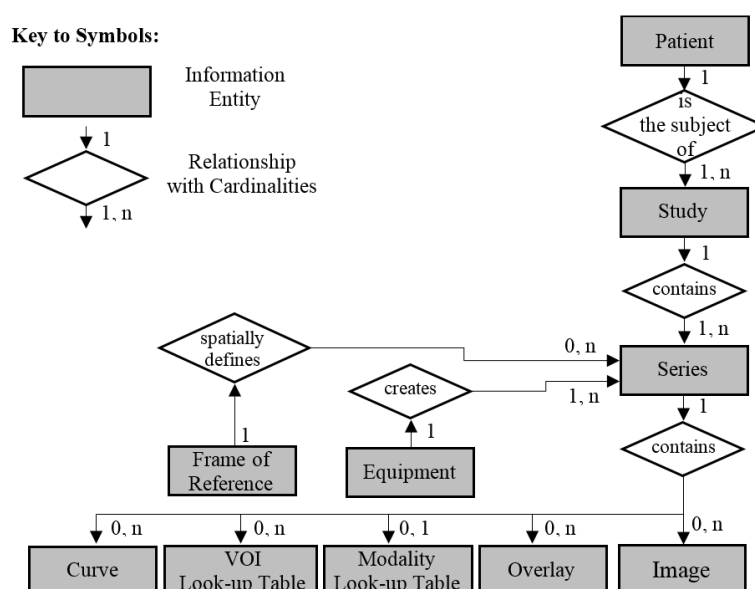 Key to Symbols:
Information
Entity
1
Relationship
with Cardinalities
1, n
Patient
1
is
the subject
of
1, n
Study
1
contains
1, n
spatially
defines
0, n
Series
creates
1, n
1
1
1
contains
Frame of
Reference
Equipment
0, n
0, n
0, 1
0, n
0, n
Curve
VOI
Look-up Table
Modality
Look-up Table
Overlay
Image